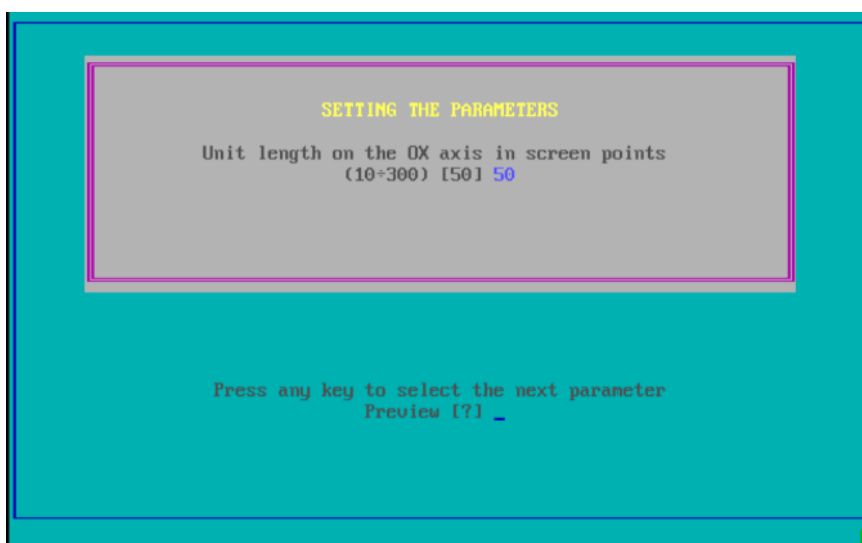 SETTING THE PARAMETERS
Unit length on the OX axis in screen points
(10÷300) [50] 50
Press any key to select the next parameter
Preview [?] _